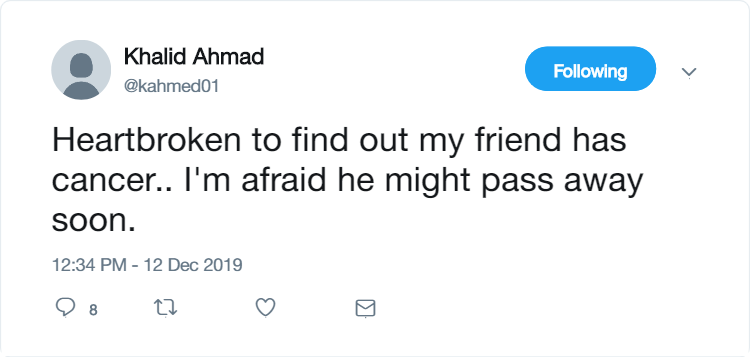 Khalid Ahmad
@kahmed01
Following
Heartbroken to find out my friend has
cancer.. I'm afraid he might pass away
soon.
12:34 PM - 12 Dec 2019
8